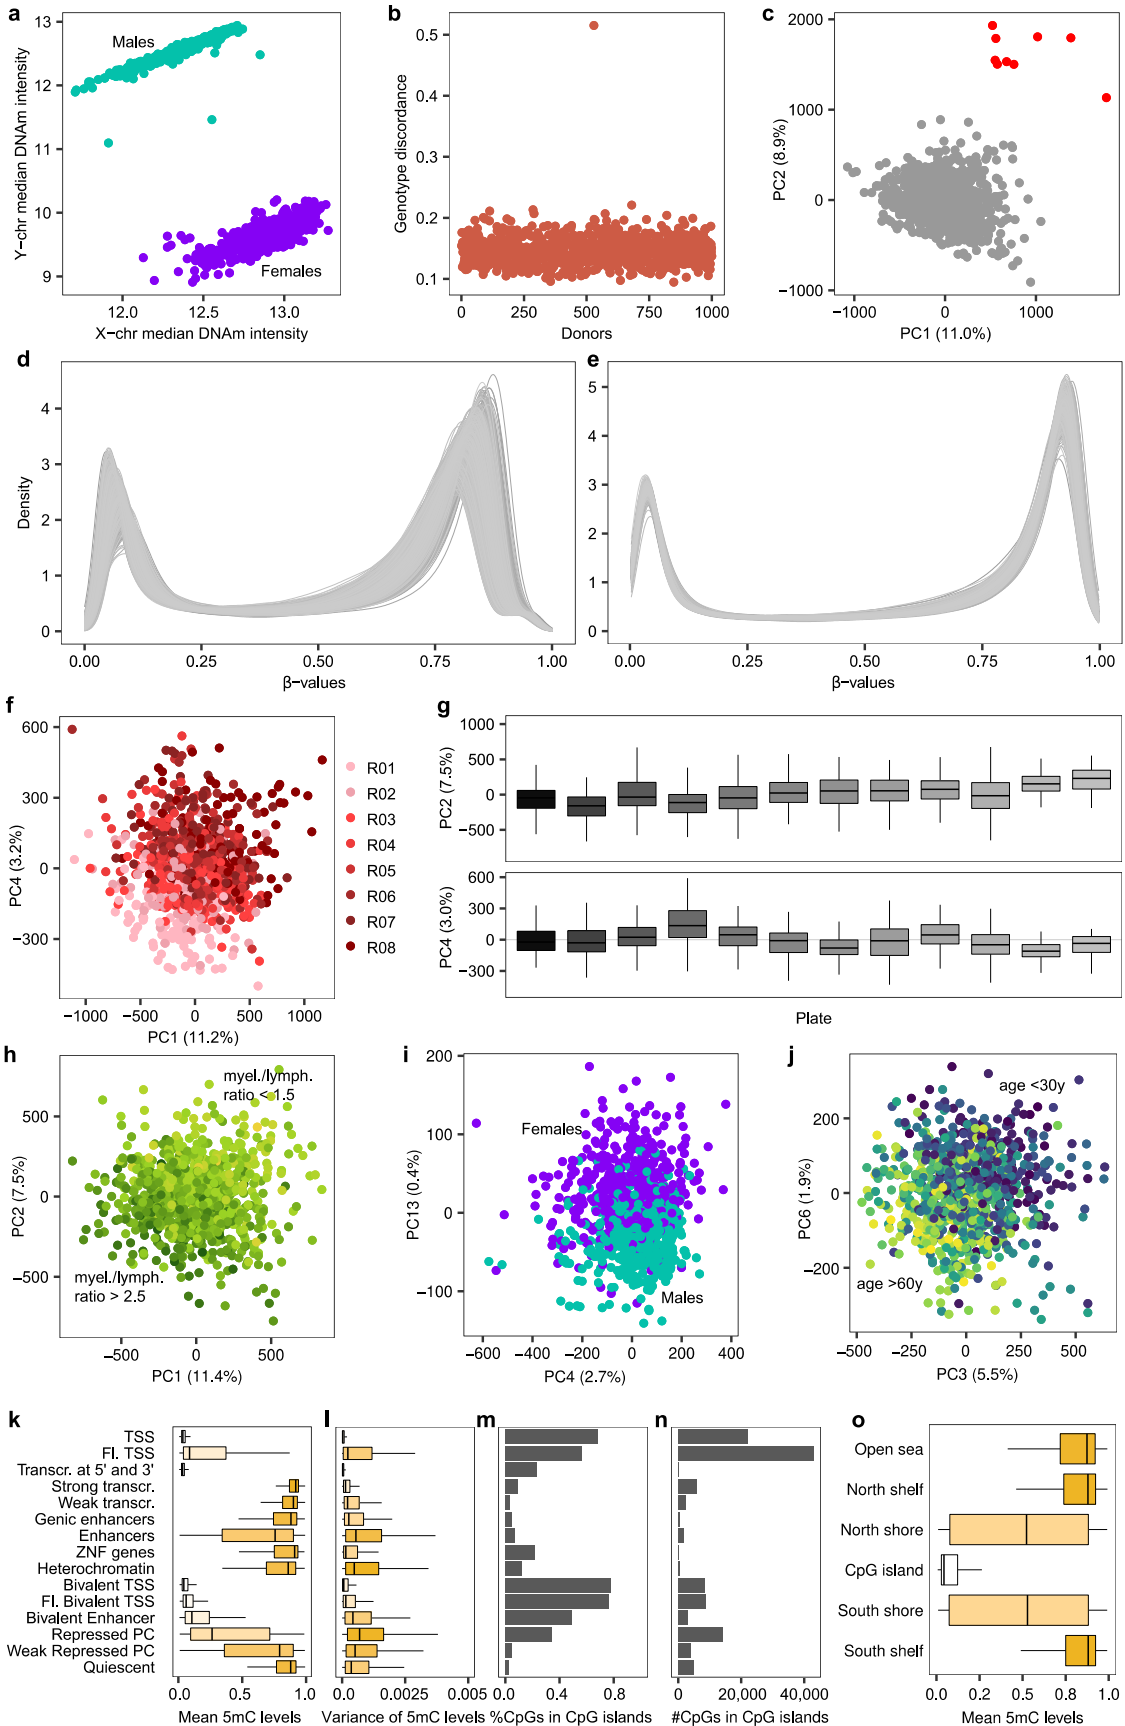 a
13
12
11
10
9
Y−chr median DNAm intensity
Males
Females
12.0 12.5 13.0
X−chr median DNAm intensity
b
0.5
0.4
0.3
0.2
0.1
Genotype discordance
0 250 500 750 1000
Donors
c
2000
1000
0
−1000
PC2 (8.9%)
−1000 0 1000
PC1 (11.0%)
d
4
3
2
1
0
Density
0.00 0.25 0.50 0.75 1.00
β−values
e
5
4
3
2
1
0
0.00 0.25 0.50 0.75 1.00
β−values
f
600
300
0
−300
PC4 (3.2%)
−1000 −500 0 500 1000
PC1 (11.2%)
R01
R02
R03
R04
R05
R06
R07
R08
g
1000
500
0
−500
PC2 (7.5%)
600
300
0
−300
PC4 (3.0%)
Plate
h
500
0
−500
PC2 (7.5%)
myel./lymph.
ratio < 1.5
myel./lymph.
ratio > 2.5
−500 0 500
PC1 (11.4%)
i
200
100
0
−100
PC13 (0.4%)
Females
Males
−600 −400 −200 0 200 400
PC4 (2.7%)
j
200
0
−200
PC6 (1.9%)
age <30y
age >60y
−500 −250 0 250 500
PC3 (5.5%)
k
TSS
Fl. TSS
Transcr. at 5' and 3'
Strong transcr.
Weak transcr.
Genic enhancers
Enhancers
ZNF genes
Heterochromatin
Bivalent TSS
Fl. Bivalent TSS
Bivalent Enhancer
Repressed PC
Weak Repressed PC
Quiescent
0.0 0.5 1.0
Mean 5mC levels
l
0 0.0025 0.005
Variance of 5mC levels
m
0.0 0.4 0.8
%CpGs in CpG islands
n
0 20,000 40,000
#CpGs in CpG islands
o
Open sea
North shelf
North shore
CpG island
South shore
South shelf
0.0 0.2 0.5 0.8 1.0
Mean 5mC levels